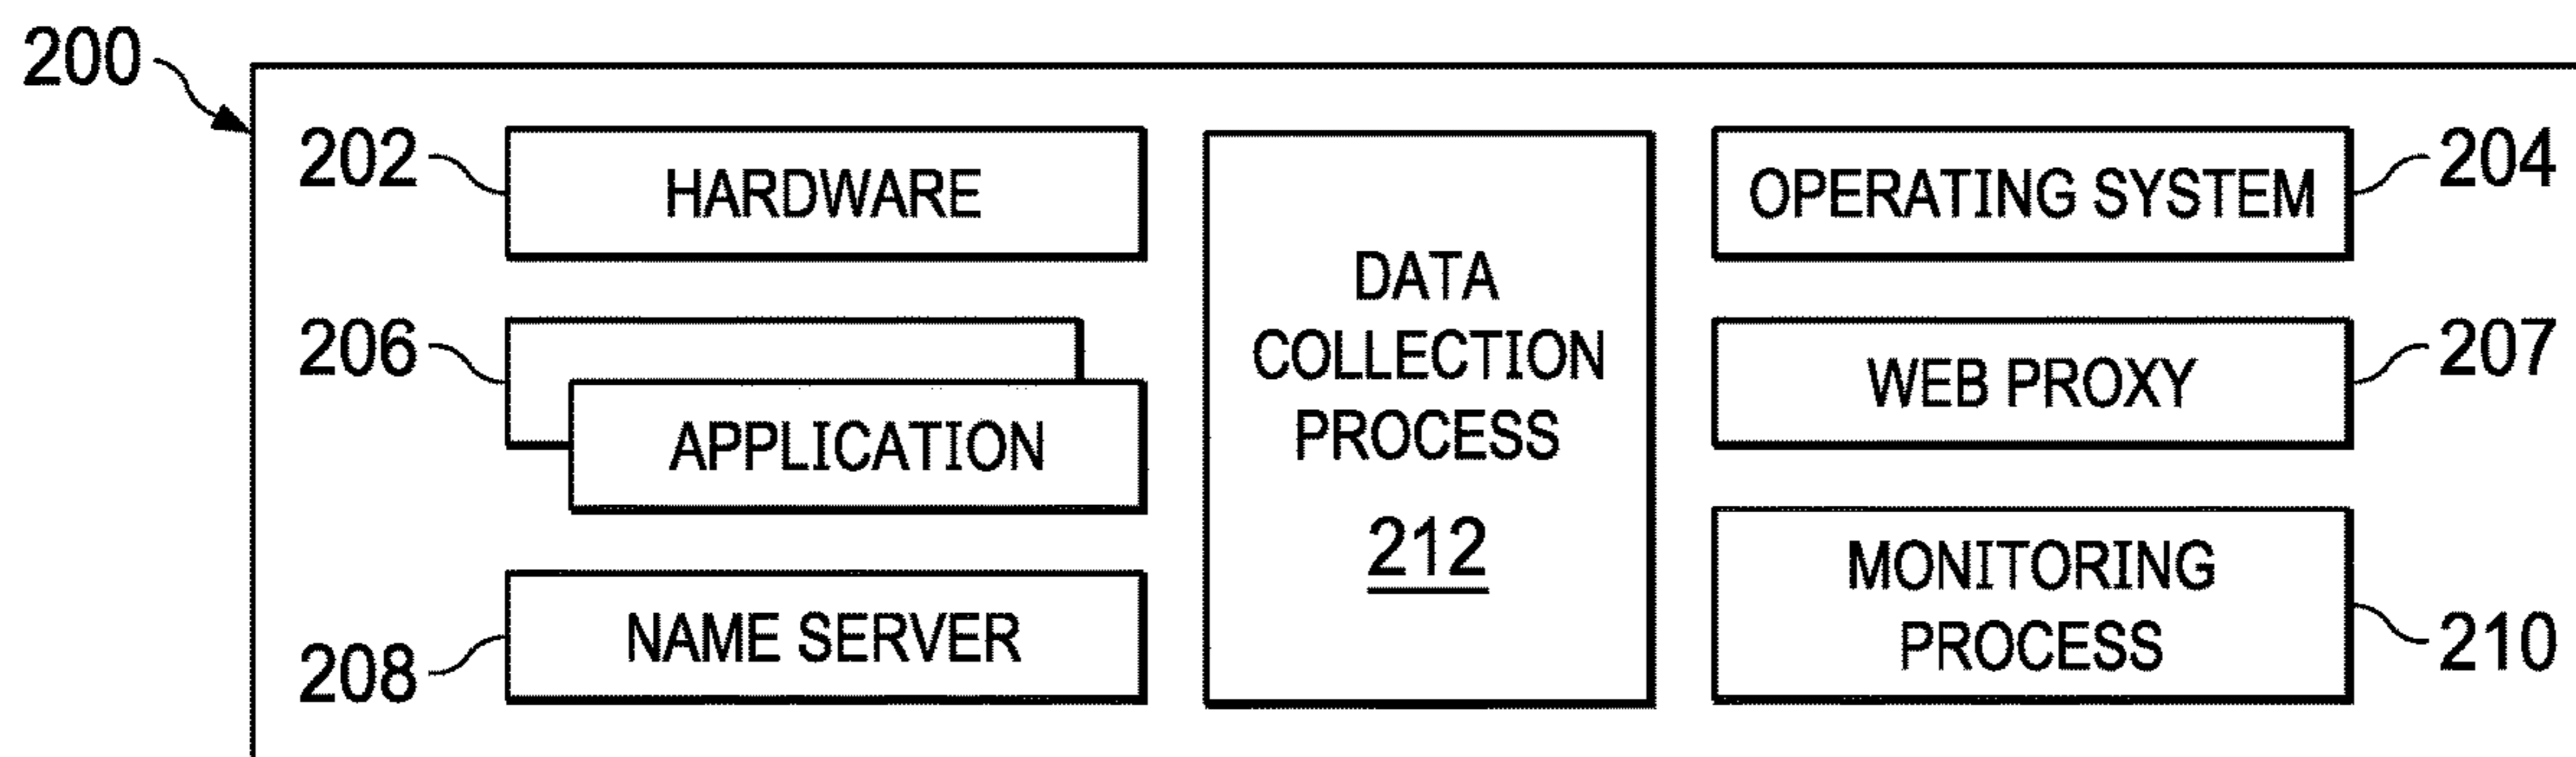 200
202
HARDWARE
206
APPLICATION
208
NAME SERVER
DATA
COLLECTION
PROCESS
212
OPERATING SYSTEM
204
WEB PROXY
207
MONITORING
PROCESS
210